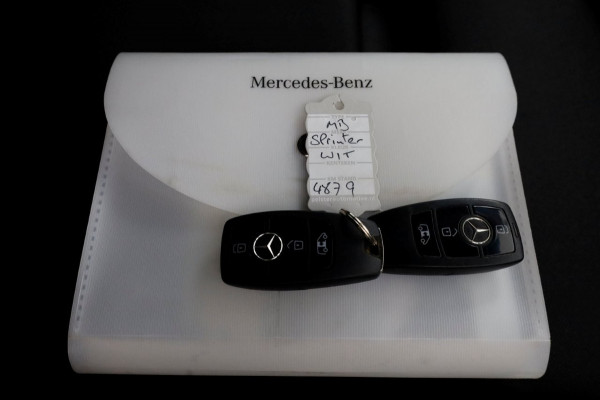 Mercedes-Benz
MB
Sprinter
WIT
4879